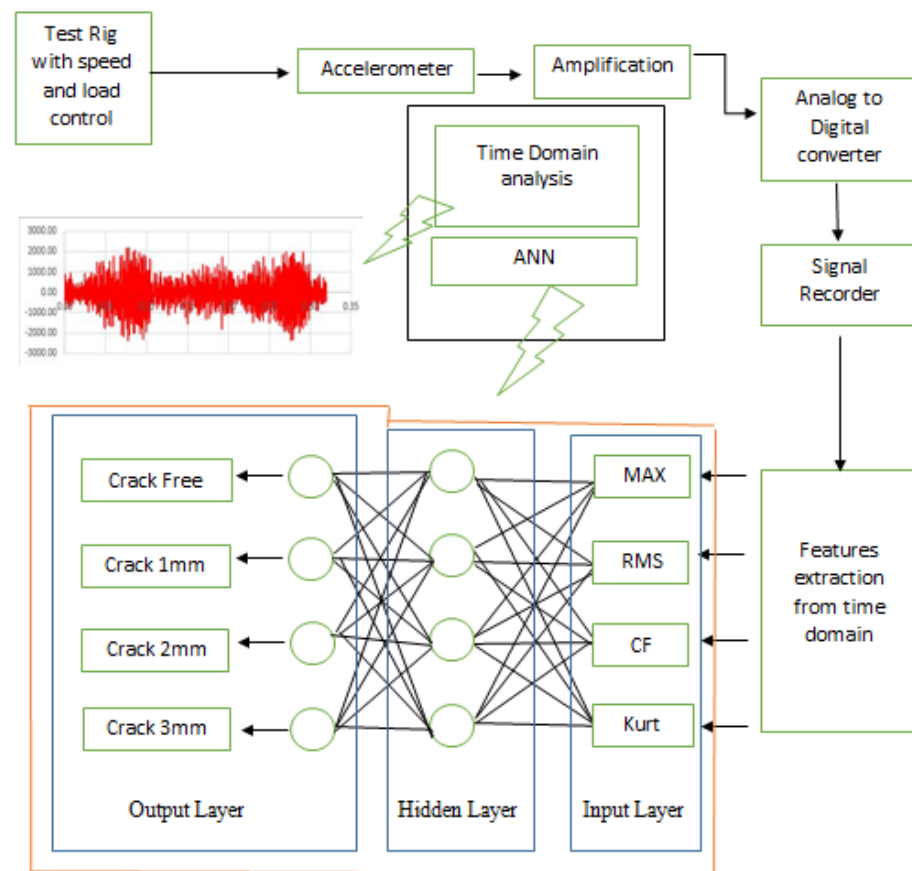 Test Rig
with speed
and load
control
Accelerometer
Amplification
Analog to
Digital
converter
Time Domain
analysis
ANN
Signal
Recorder
3000.00
2000.00
1000.00
0.00
-1000.00
-2000.00
-3000.00
0.35
Crack Free
Crack 1mm
Crack 2mm
Crack 3mm
MAX
RMS
CF
Kurt
Features
extraction
from time
domain
Output Layer
Hidden Layer
Input Layer